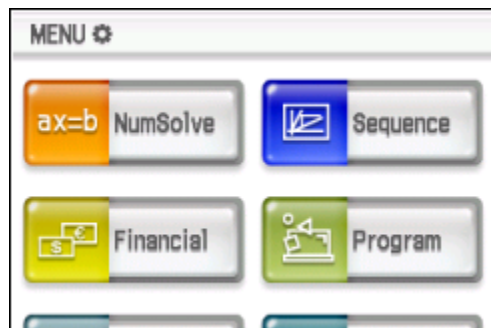 MENU
ax=b NumSolve
Sequence
$ € Financial
Program